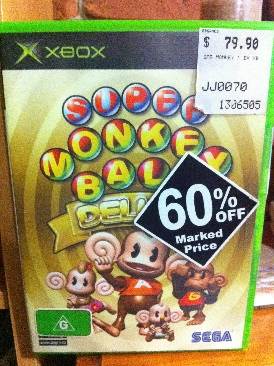 XBOX
$ 79.90
JJ0070
1306505
SUPER
MONKEY
BALL
DELUXE
60%
OFF
Marked
Price
G
SEGA